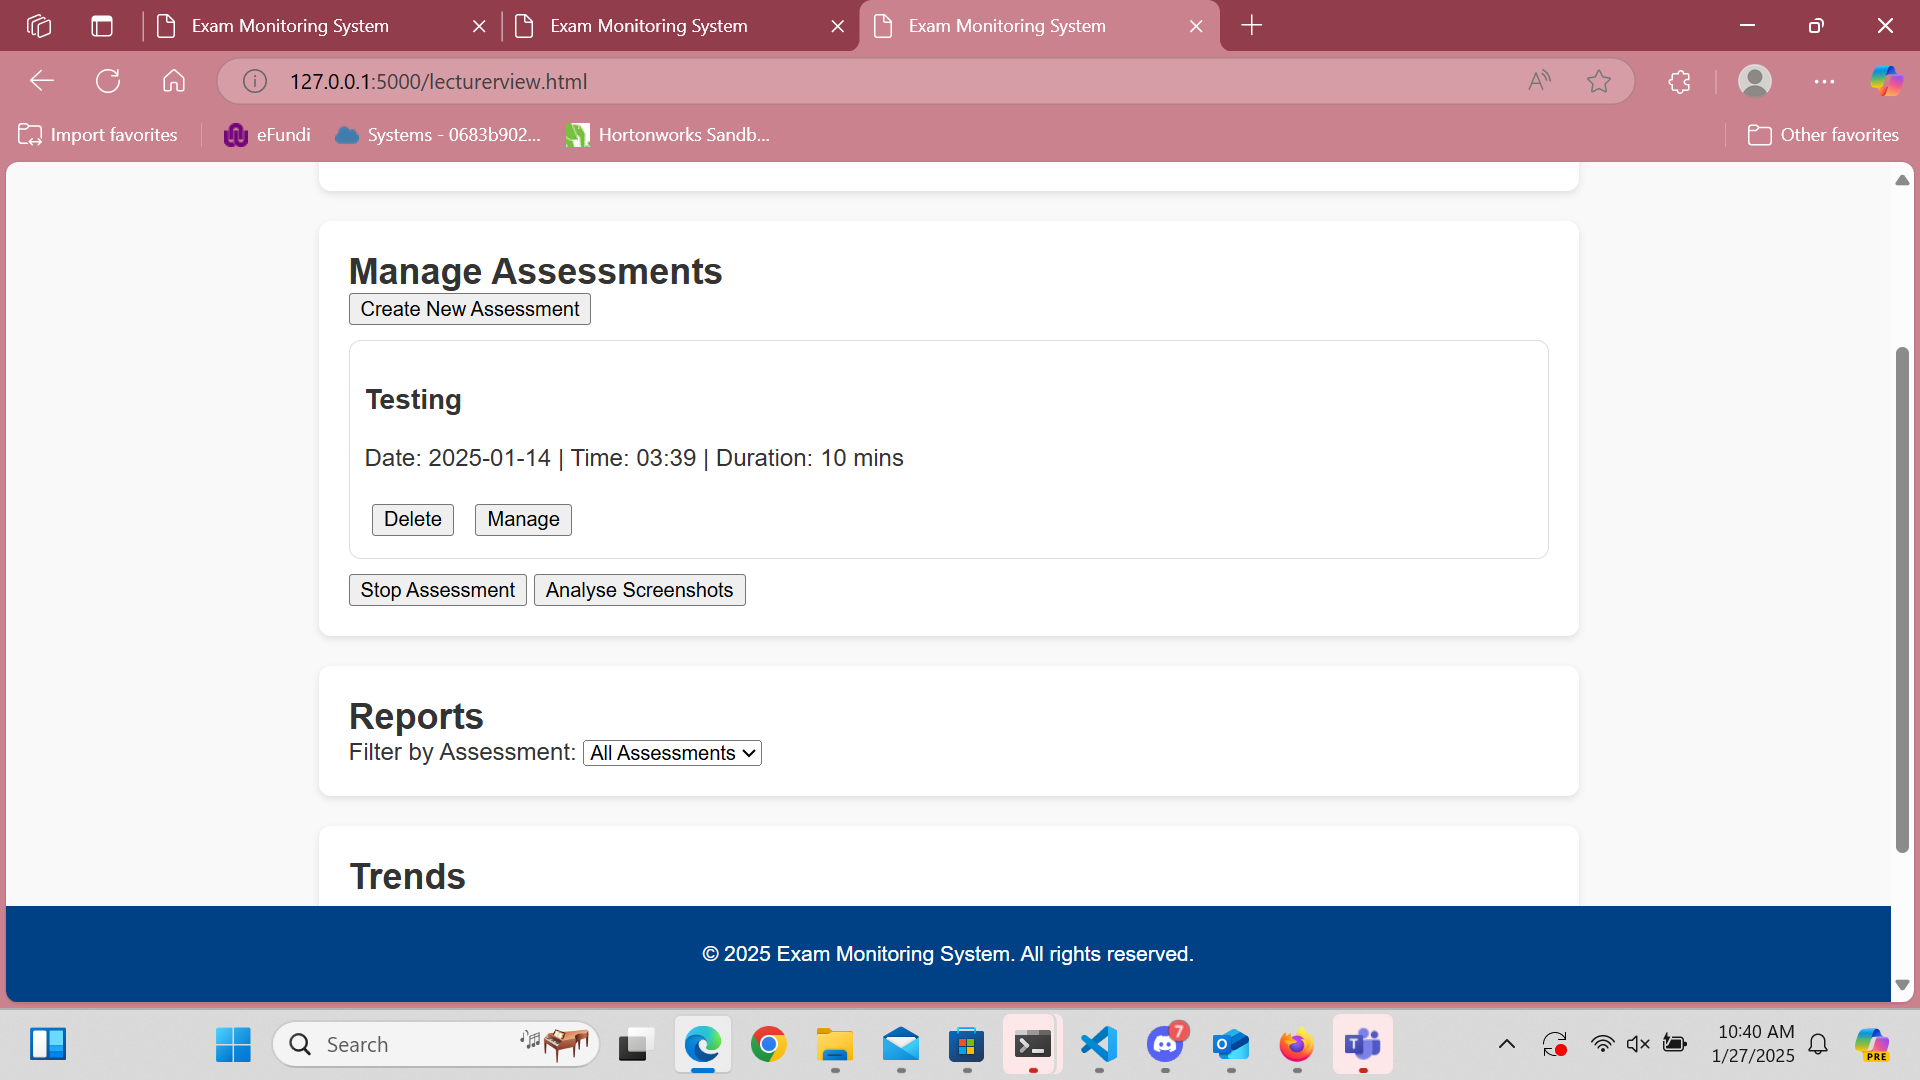 Exam Monitoring System
Exam Monitoring System
Exam Monitoring System
127.0.0.1:5000/lecturerview.html
Import favorites
eFundi
Systems - 0683b902...
Hortonworks Sandb...
Other favorites
Manage Assessments
Create New Assessment
Testing
Date: 2025-01-14 | Time: 03:39 | Duration: 10 mins
Delete
Manage
Stop Assessment
Analyse Screenshots
Reports
Filter by Assessment: All Assessments
Trends
© 2025 Exam Monitoring System. All rights reserved.
Search
7
10:40 AM
1/27/2025
PRE